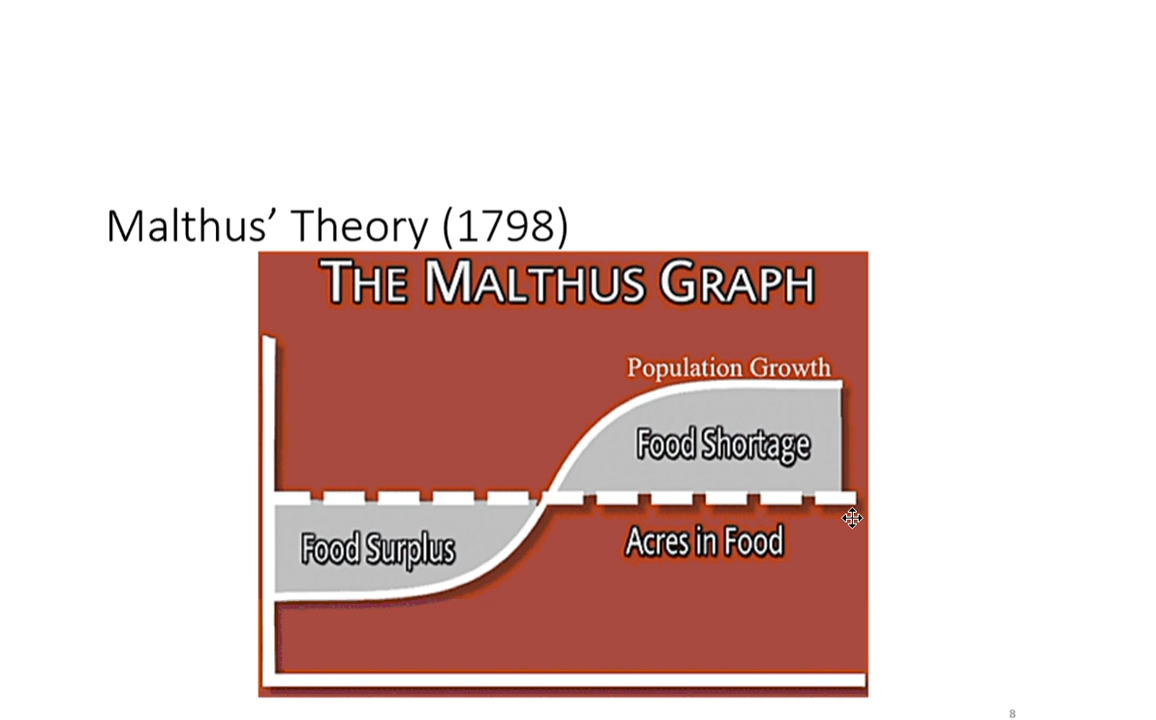 Malthus’ Theory (1798)
THE MALTHUS GRAPH
Population Growth
Food Shortage
Food Surplus
Acres in Food
8